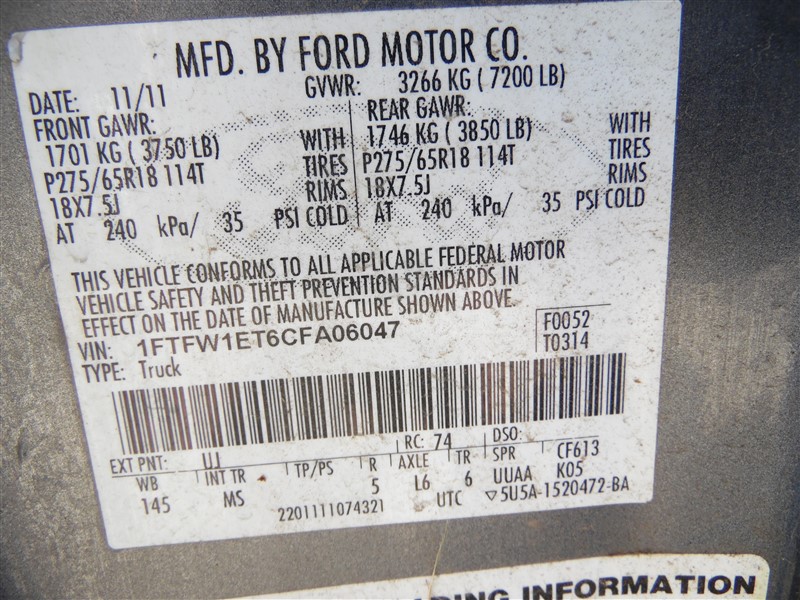 MFD. BY FORD MOTOR CO.
DATE: 11/11 GVWR: 3266 KG ( 7200 LB)
FRONT GAWR: REAR GAWR:
1701 KG ( 3750 LB) WITH 1746 KG ( 3850 LB) WITH
P275/65R18 114T TIRES P275/65R18 114T TIRES
18X7.5J RIMS 18X7.5J RIMS
AT 240 kPa/ 35 PSI COLD AT 240 kPa/ 35 PSI COLD
THIS VEHICLE CONFORMS TO ALL APPLICABLE FEDERAL MOTOR
VEHICLE SAFETY AND THEFT PREVENTION STANDARDS IN
EFFECT ON THE DATE OF MANUFACTURE SHOWN ABOVE.
VIN: 1FTFW1ET6CFA06047 F0052
TYPE: Truck T0314
EXT PNT: UJ RC: 74 DSO:
WB INT TR TP/PS R AXLE TR SPR CF613
145 MS 5 L6 6 UUAA K05
2201111074321 UTC ▽5U5A-1520472-BA
ADING INFORMATION